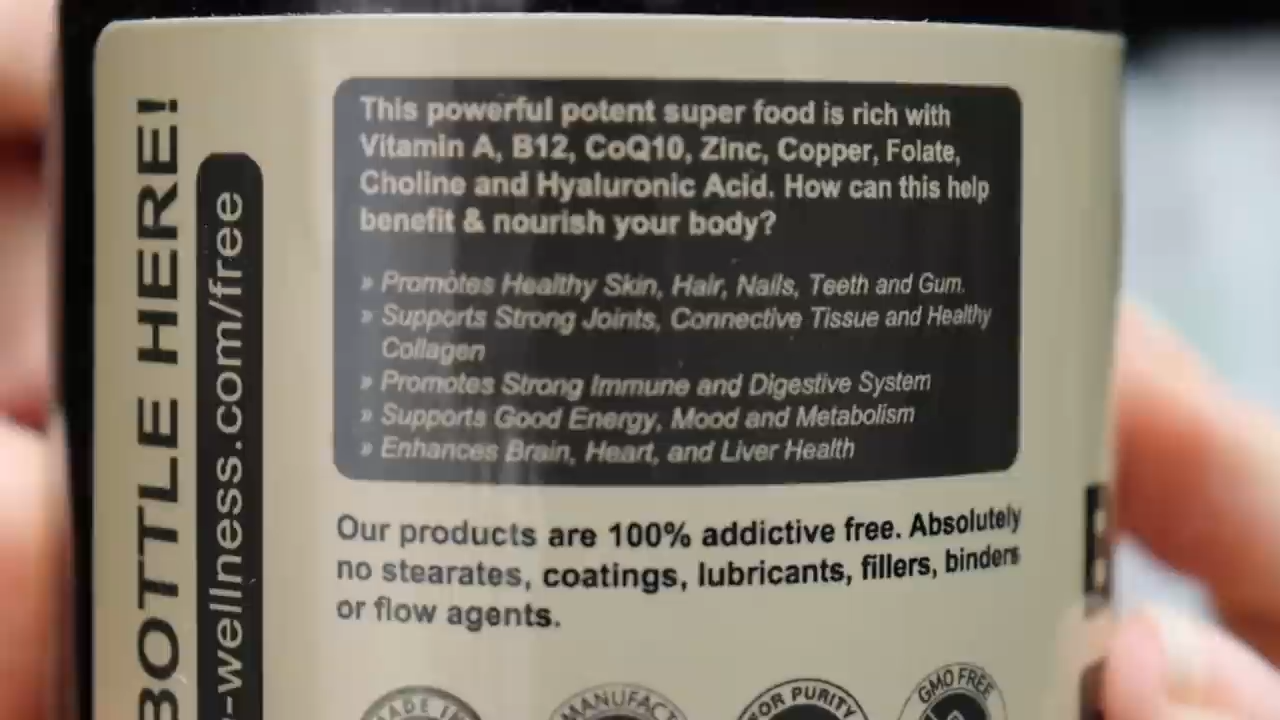 BOTTLE HERE!
-wellness.com/free
This powerful potent super food is rich with
Vitamin A, B12, CoQ10, Zinc, Copper, Folate,
Choline and Hyaluronic Acid. How can this help
benefit & nourish your body?
» Promotes Healthy Skin, Hair, Nails, Teeth and Gum.
» Supports Strong Joints, Connective Tissue and Healthy
Collagen
» Promotes Strong Immune and Digestive System
» Supports Good Energy, Mood and Metabolism
» Enhances Brain, Heart, and Liver Health
Our products are 100% addictive free. Absolutely
no stearates, coatings, lubricants, fillers, binders
or flow agents.
MADE IN
MANUFACT
FOR PURITY
GMO FREE